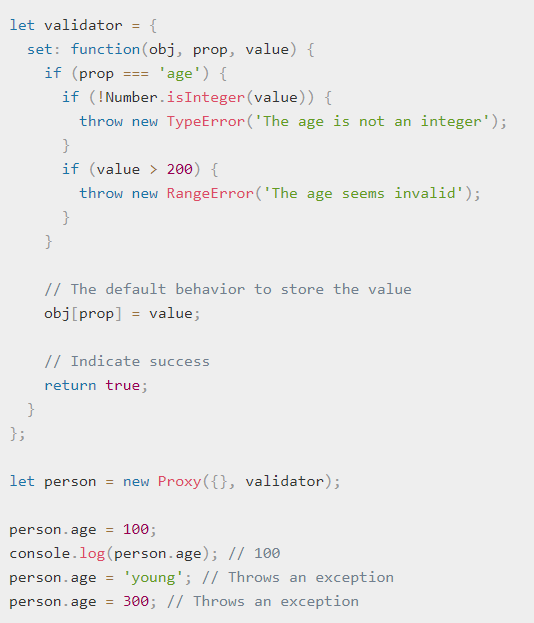 let validator = {
  set: function(obj, prop, value) {
    if (prop === 'age') {
      if (!Number.isInteger(value)) {
        throw new TypeError('The age is not an integer');
      }
      if (value > 200) {
        throw new RangeError('The age seems invalid');
      }
    }

    // The default behavior to store the value
    obj[prop] = value;

    // Indicate success
    return true;
  }
};

let person = new Proxy({}, validator);

person.age = 100;
console.log(person.age); // 100
person.age = 'young'; // Throws an exception
person.age = 300; // Throws an exception